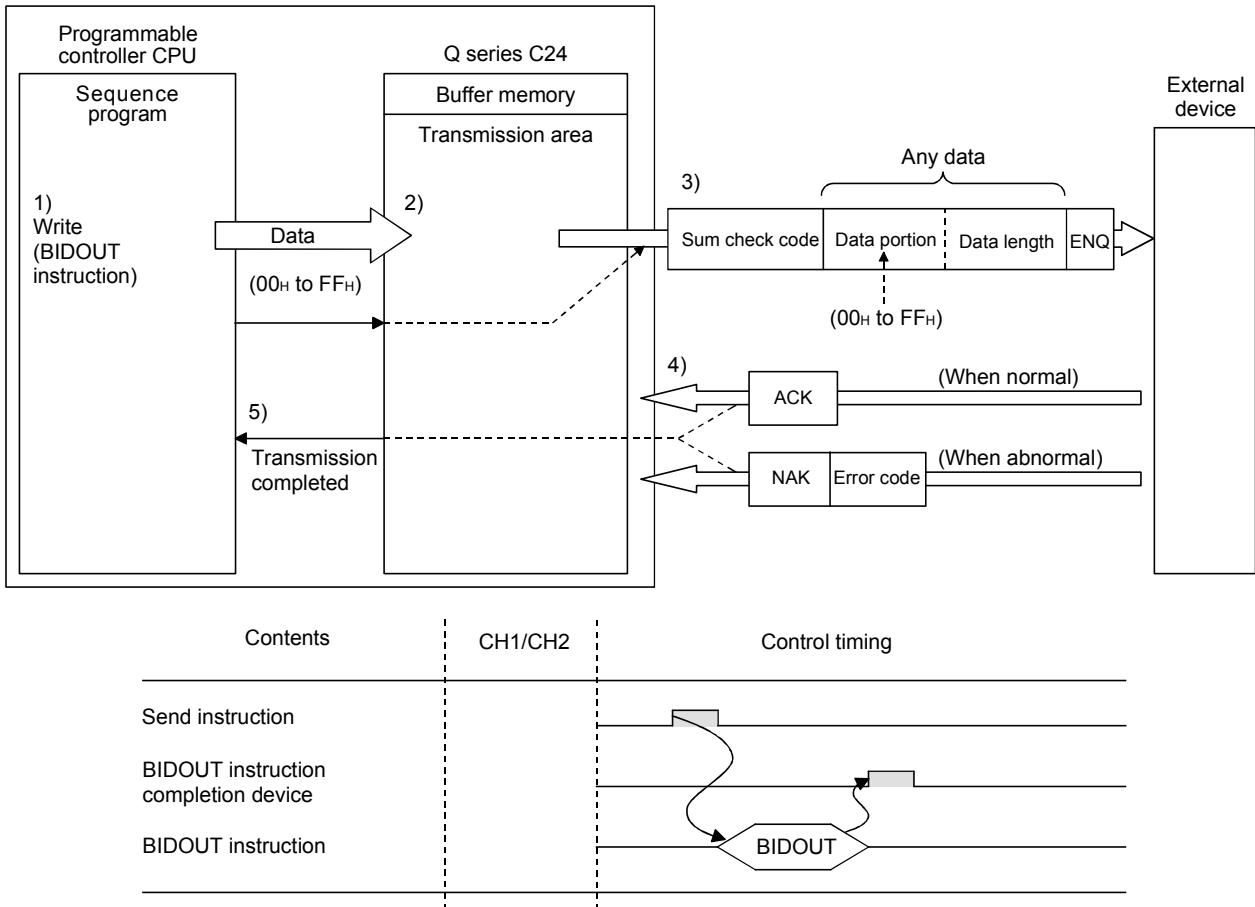 Programmable
controller CPU
Q series C24
External
device
Sequence
program
Buffer memory
Transmission area
Any data
1)
Write
(BIDOUT
instruction)
Data
(00H to FFH)
2)
3)
Sum check code
Data portion
Data length
ENQ
(00H to FFH)
4)
ACK
(When normal)
5)
Transmission
completed
NAK
Error code
(When abnormal)
Contents
CH1/CH2
Control timing
Send instruction
BIDOUT instruction
completion device
BIDOUT instruction
BIDOUT